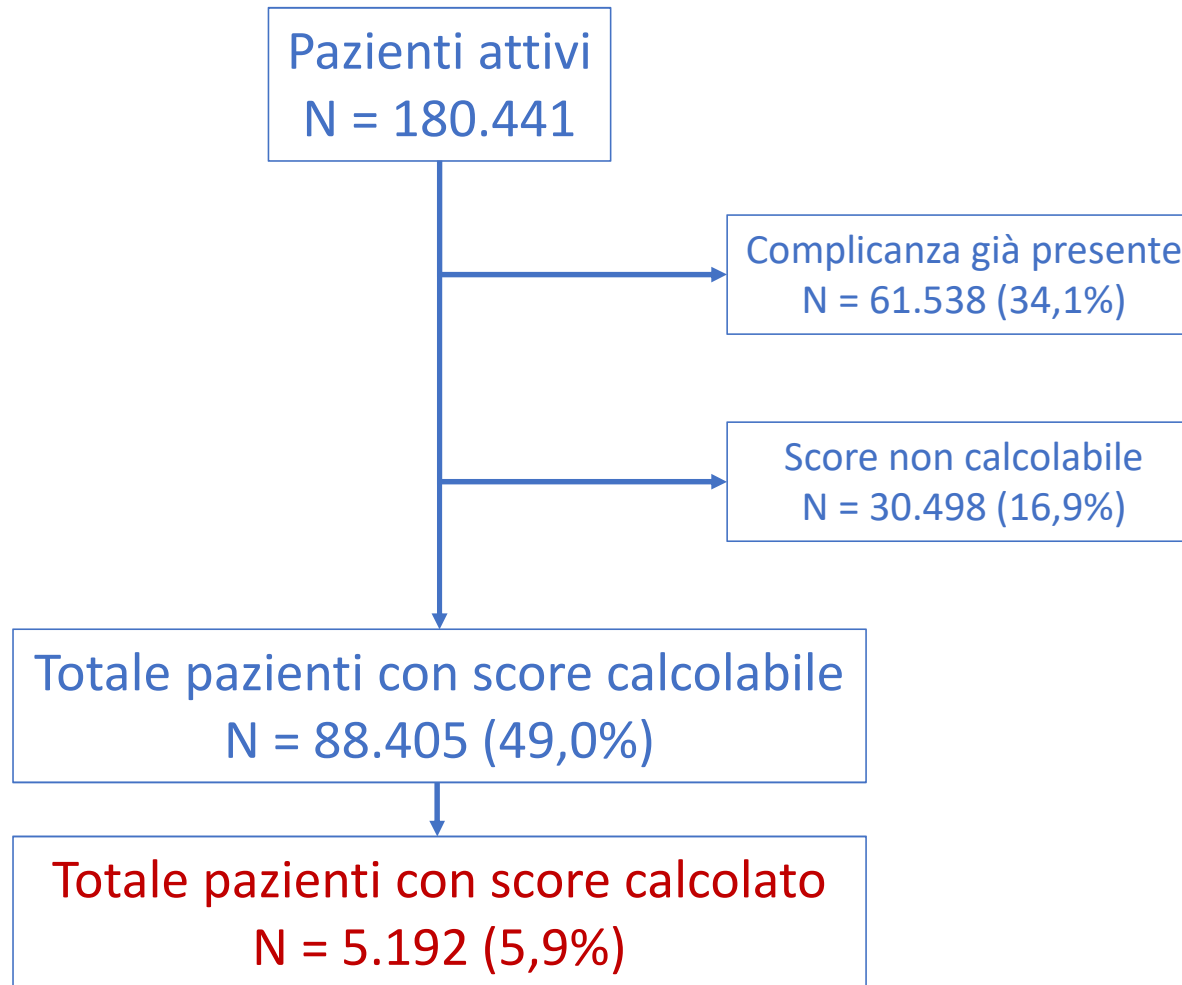 Pazienti attivi
N = 180.441
Complicanza già presente
N = 61.538 (34,1%)
Score non calcolabile
N = 30.498 (16,9%)
Totale pazienti con score calcolabile
N = 88.405 (49,0%)
Totale pazienti con score calcolato
N = 5.192 (5,9%)